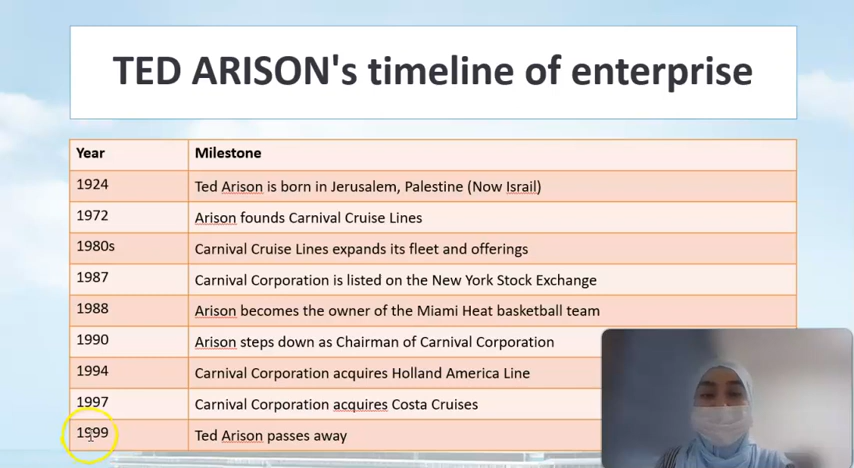 TED ARISON's timeline of enterprise
Year Milestone
1924 Ted Arison is born in Jerusalem, Palestine (Now Israil)
1972 Arison founds Carnival Cruise Lines
1980s Carnival Cruise Lines expands its fleet and offerings
1987 Carnival Corporation is listed on the New York Stock Exchange
1988 Arison becomes the owner of the Miami Heat basketball team
1990 Arison steps down as Chairman of Carnival Corporation
1994 Carnival Corporation acquires Holland America Line
1997 Carnival Corporation acquires Costa Cruises
1999 Ted Arison passes away